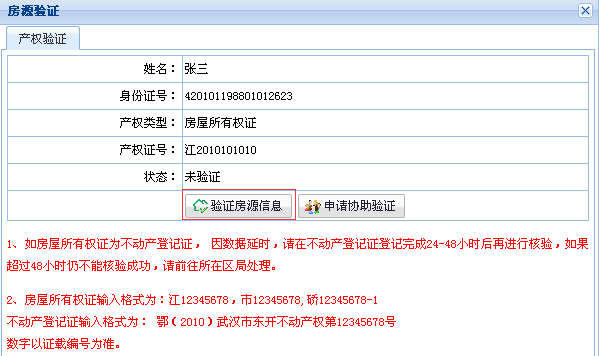 房源验证
产权验证
姓名： 张三
身份证号： 420101198801012623
产权类型： 房屋所有权证
产权证号： 江2010101010
状态： 未验证
验证房源信息 申请协助验证
1、如房屋所有权证为不动产登记证， 因数据延时，请在不动产登记证登记完成24-48小时后再进行核验，如果
超过48小时仍不能核验成功，请前往所在区局处理。
2、房屋所有权证输入格式为：江12345678，市12345678,硚12345678-1
不动产登记证输入格式为： 鄂（2010）武汉市东开不动产权第12345678号
数字以证载编号为准。